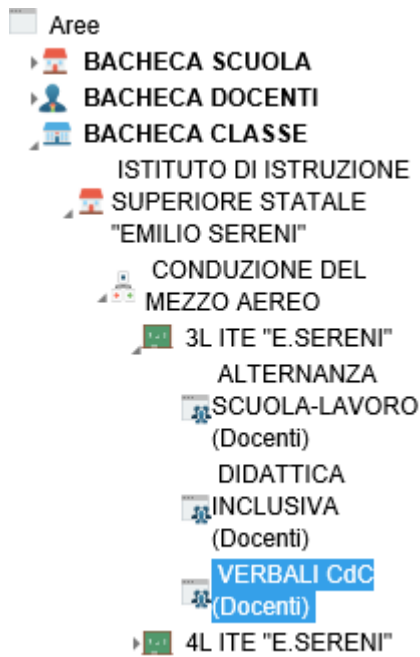 Aree
BACHECA SCUOLA
BACHECA DOCENTI
BACHECA CLASSE
ISTITUTO DI ISTRUZIONE
SUPERIORE STATALE
"EMILIO SERENI"
CONDUZIONE DEL
MEZZO AEREO
3L ITE "E.SERENI"
ALTERNANZA
SCUOLA-LAVORO
(Docenti)
DIDATTICA
INCLUSIVA
(Docenti)
VERBALI CdC
(Docenti)
4L ITE "E.SERENI"